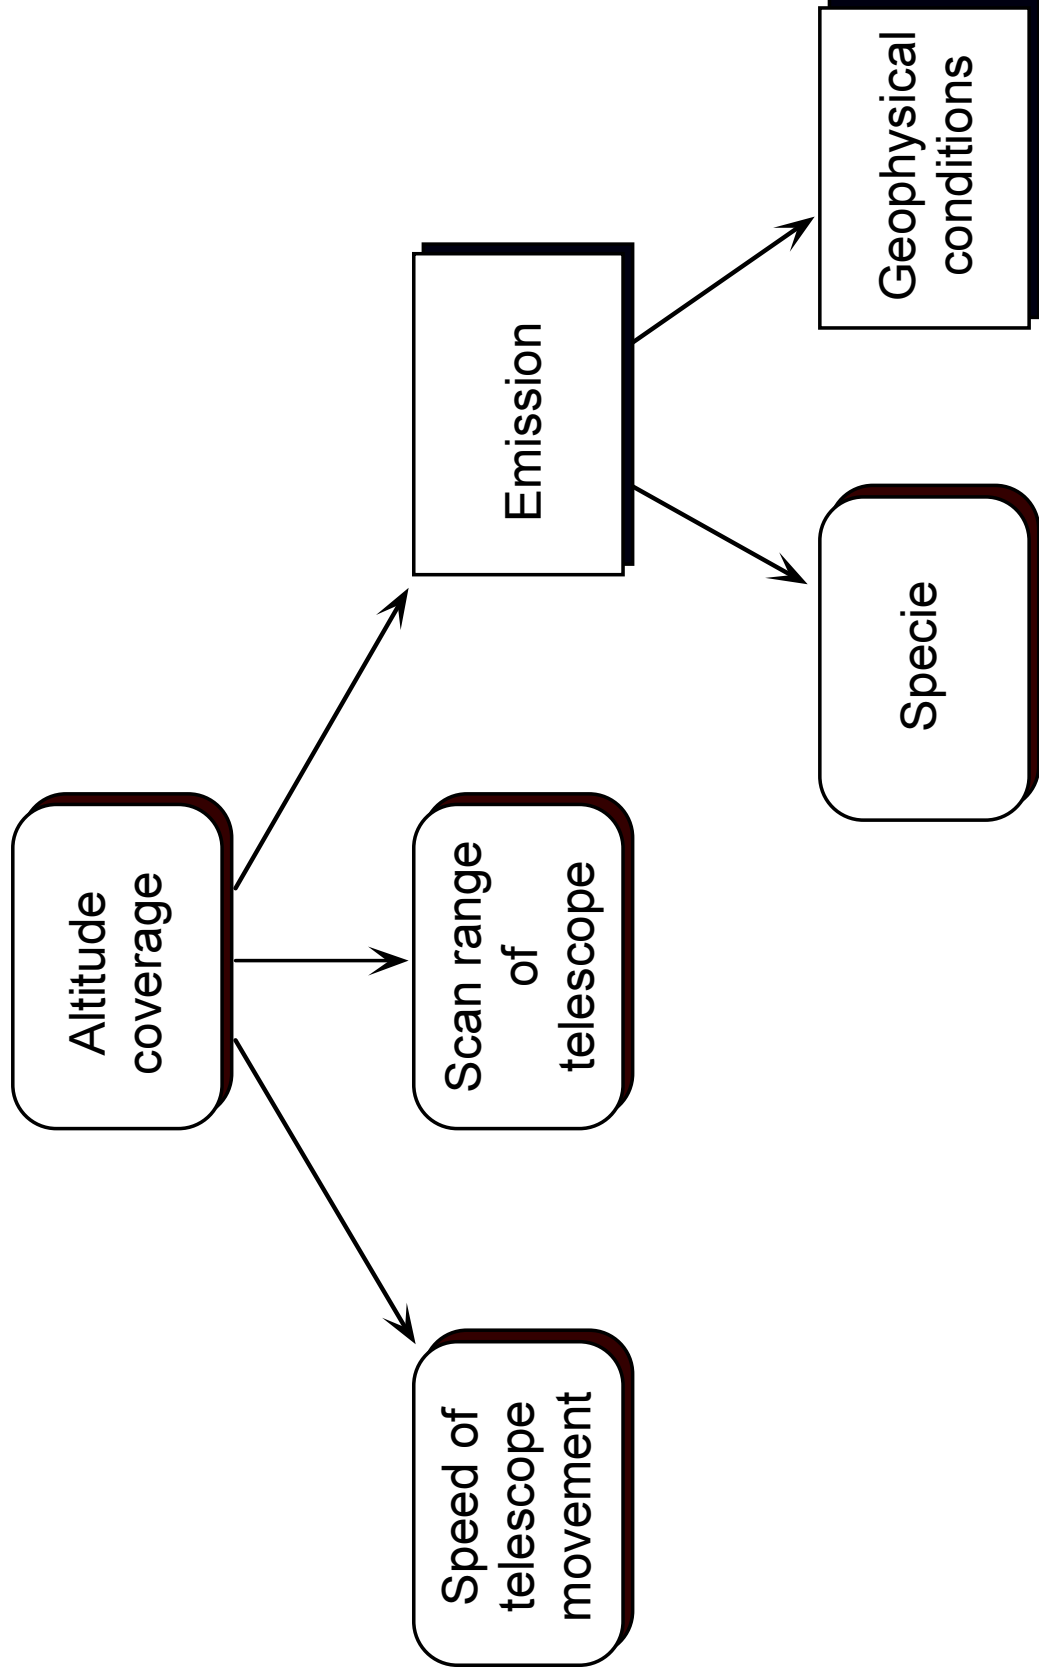 Altitude
coverage
Speed of
telescope
movement
Scan range
of
telescope
Emission
Specie
Geophysical
conditions